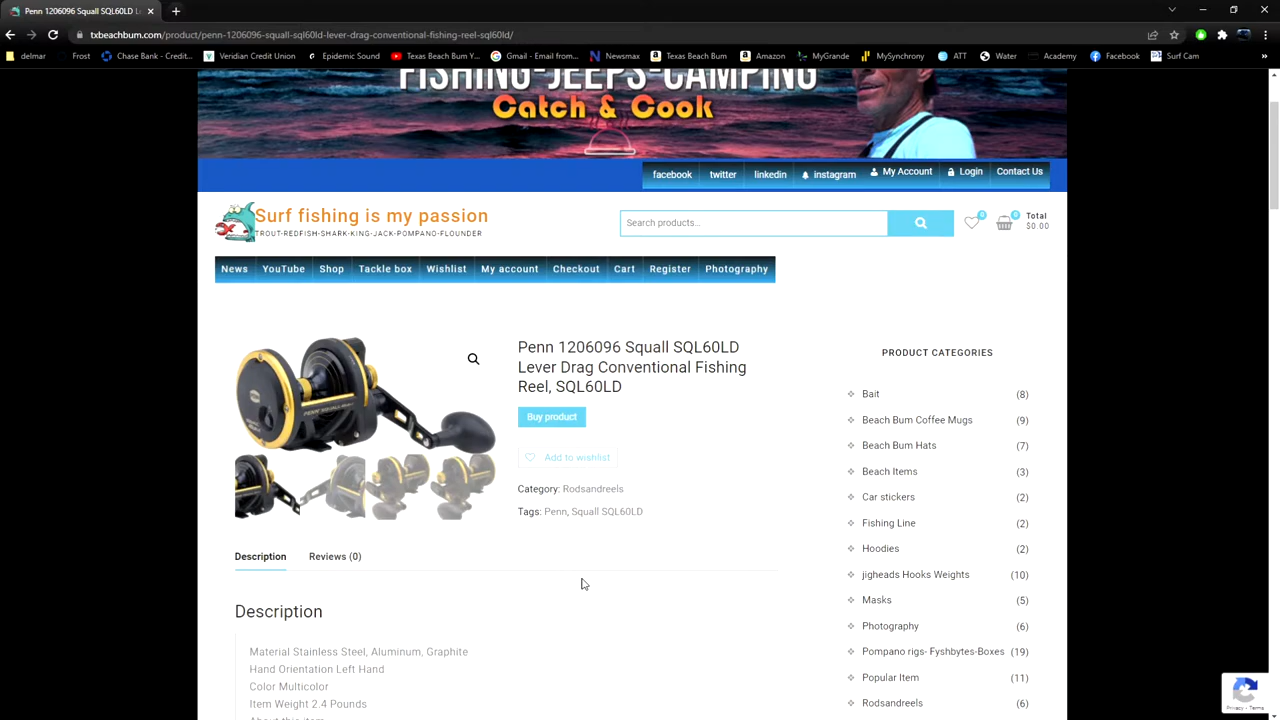 Penn 1206096 Squall SQL60LD L
txbeachbum.com/product/penn-1206096-squall-sql60ld-lever-drag-conventional-fishing-reel-sql60ld/
delmar Frost Chase Bank - Credit... Veridian Credit Union Epidemic Sound Texas Beach Bum Y... Gmail - Email from... Newsmax Texas Beach Bum Amazon MyGrande MySynchrony ATT Water Academy Facebook Surf Cam »
FISHING-JEEPS-CAMPING
Catch & Cook
facebook twitter linkedin instagram My Account Login Contact Us
Surf fishing is my passion
TROUT-REDFISH-SHARK-KING-JACK-POMPANO-FLOUNDER
Search products...
0 0 Total
$0.00
News YouTube Shop Tackle box Wishlist My account Checkout Cart Register Photography
Penn 1206096 Squall SQL60LD
Lever Drag Conventional Fishing
Reel, SQL60LD
Buy product
Add to wishlist
Category: Rodsandreels
Tags: Penn, Squall SQL60LD
Description Reviews (0)
Description
Material Stainless Steel, Aluminum, Graphite
Hand Orientation Left Hand
Color Multicolor
Item Weight 2.4 Pounds
About this item
PRODUCT CATEGORIES
Bait (8)
Beach Bum Coffee Mugs (9)
Beach Bum Hats (7)
Beach Items (3)
Car stickers (2)
Fishing Line (2)
Hoodies (2)
jigheads Hooks Weights (10)
Masks (5)
Photography (6)
Pompano rigs- Fyshbytes-Boxes (19)
Popular Item (11)
Rodsandreels (6)
Privacy - Terms